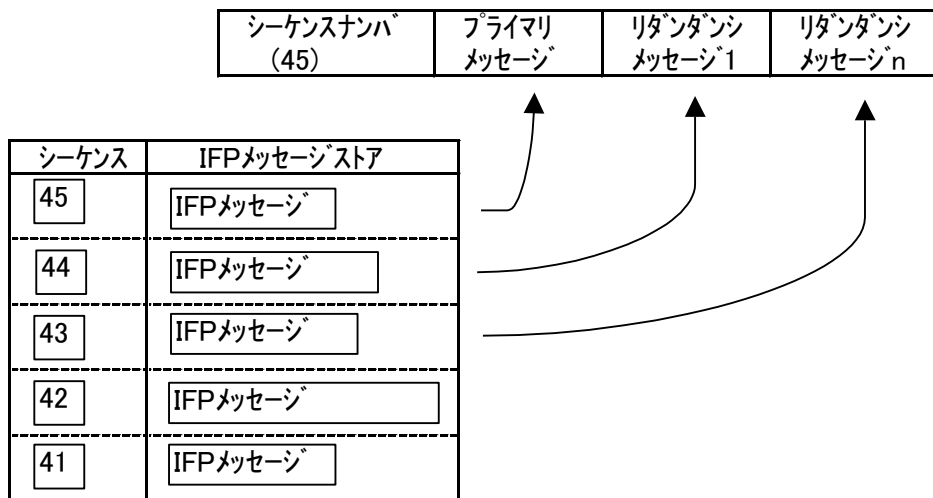 シーケンスナンバ プライマリ リダンダンシ リダンダンシ
(45) メッセージ メッセージ1 メッセージn
シーケンス IFPメッセージストア
45 IFPメッセージ
44 IFPメッセージ
43 IFPメッセージ
42 IFPメッセージ
41 IFPメッセージ